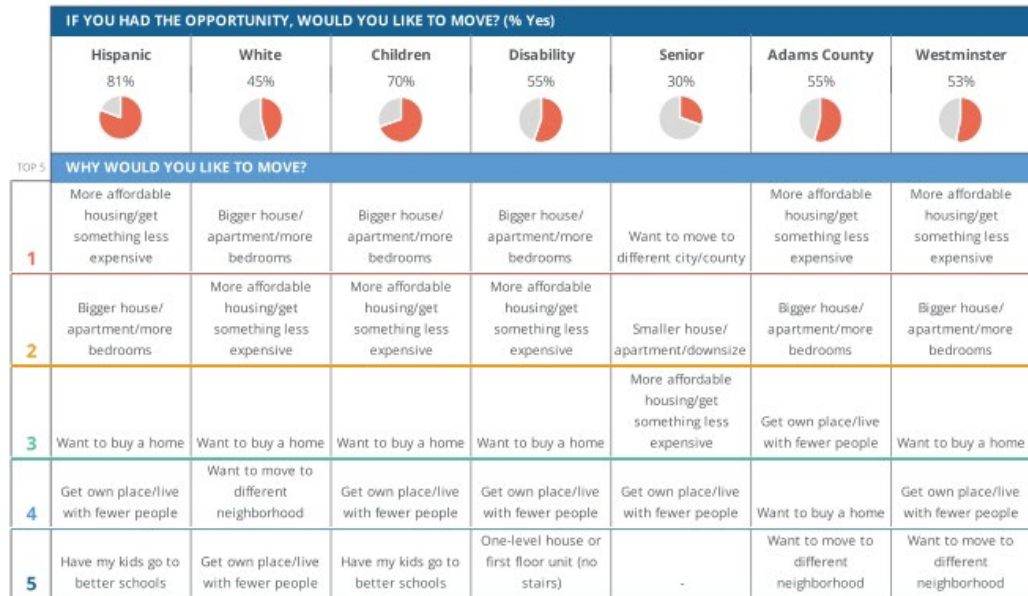 IF YOU HAD THE OPPORTUNITY, WOULD YOU LIKE TO MOVE? (% Yes)
Hispanic White Children Disability Senior Adams County Westminster
81% 45% 70% 55% 30% 55% 53%
TOP 5 WHY WOULD YOU LIKE TO MOVE?
1
More affordable
housing/get
something less
expensive
Bigger house/
apartment/more
bedrooms
Bigger house/
apartment/more
bedrooms
Bigger house/
apartment/more
bedrooms
Want to move to
different city/county
More affordable
housing/get
something less
expensive
More affordable
housing/get
something less
expensive
2
Bigger house/
apartment/more
bedrooms
More affordable
housing/get
something less
expensive
More affordable
housing/get
something less
expensive
More affordable
housing/get
something less
expensive
Smaller house/
apartment/downsize
Bigger house/
apartment/more
bedrooms
Bigger house/
apartment/more
bedrooms
3
Want to buy a home
Want to buy a home
Want to buy a home
Want to buy a home
More affordable
housing/get
something less
expensive
Get own place/live
with fewer people
Want to buy a home
4
Get own place/live
with fewer people
Want to move to
different
neighborhood
Get own place/live
with fewer people
Get own place/live
with fewer people
Get own place/live
with fewer people
Want to buy a home
Get own place/live
with fewer people
5
Have my kids go to
better schools
Get own place/live
with fewer people
Have my kids go to
better schools
One-level house or
first floor unit (no
stairs)
-
Want to move to
different
neighborhood
Want to move to
different
neighborhood